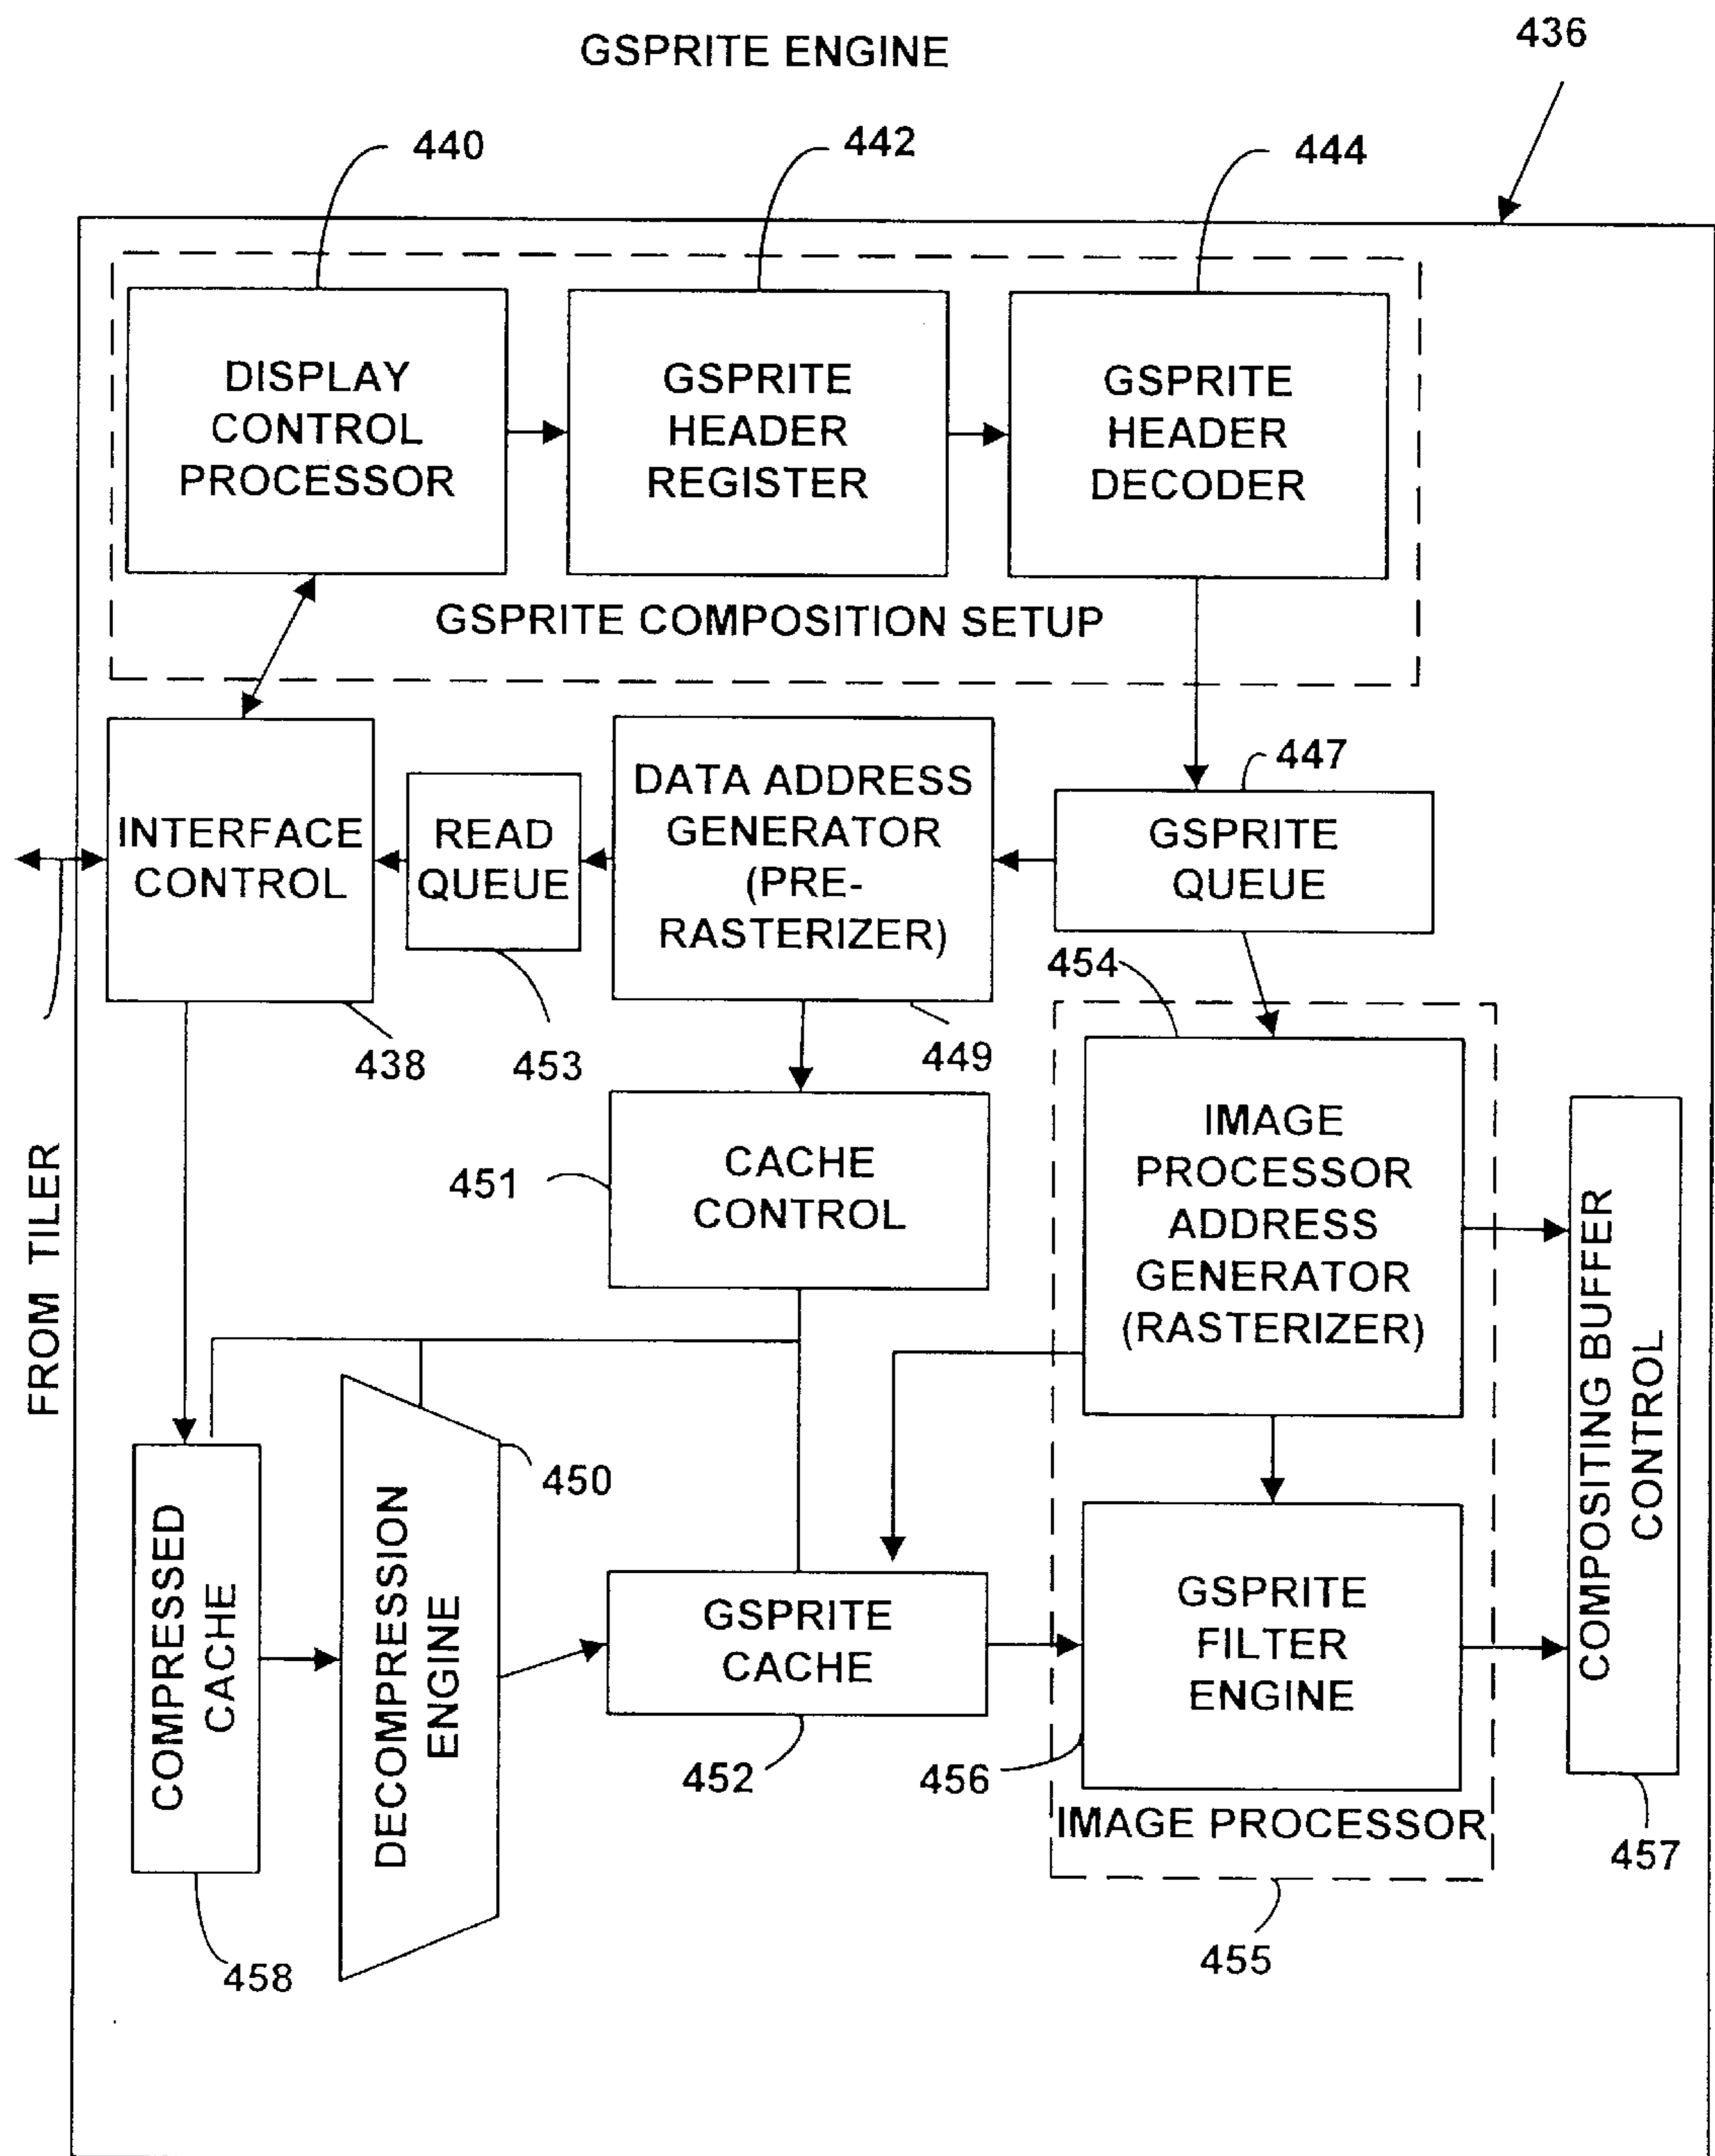 GSPRITE ENGINE
436
440
442
444
DISPLAY
CONTROL
PROCESSOR
GSPRITE
HEADER
REGISTER
GSPRITE
HEADER
DECODER
GSPRITE COMPOSITION SETUP
447
INTERFACE
CONTROL
READ
QUEUE
DATA ADDRESS
GENERATOR
(PRE-
RASTERIZER)
GSPRITE
QUEUE
454
438
453
449
FROM TILER
451
CACHE
CONTROL
IMAGE
PROCESSOR
ADDRESS
GENERATOR
(RASTERIZER)
COMPOSITING BUFFER
CONTROL
450
COMPRESSED
CACHE
DECOMPRESSION
ENGINE
GSPRITE
CACHE
GSPRITE
FILTER
ENGINE
452
456
IMAGE PROCESSOR
457
458
455